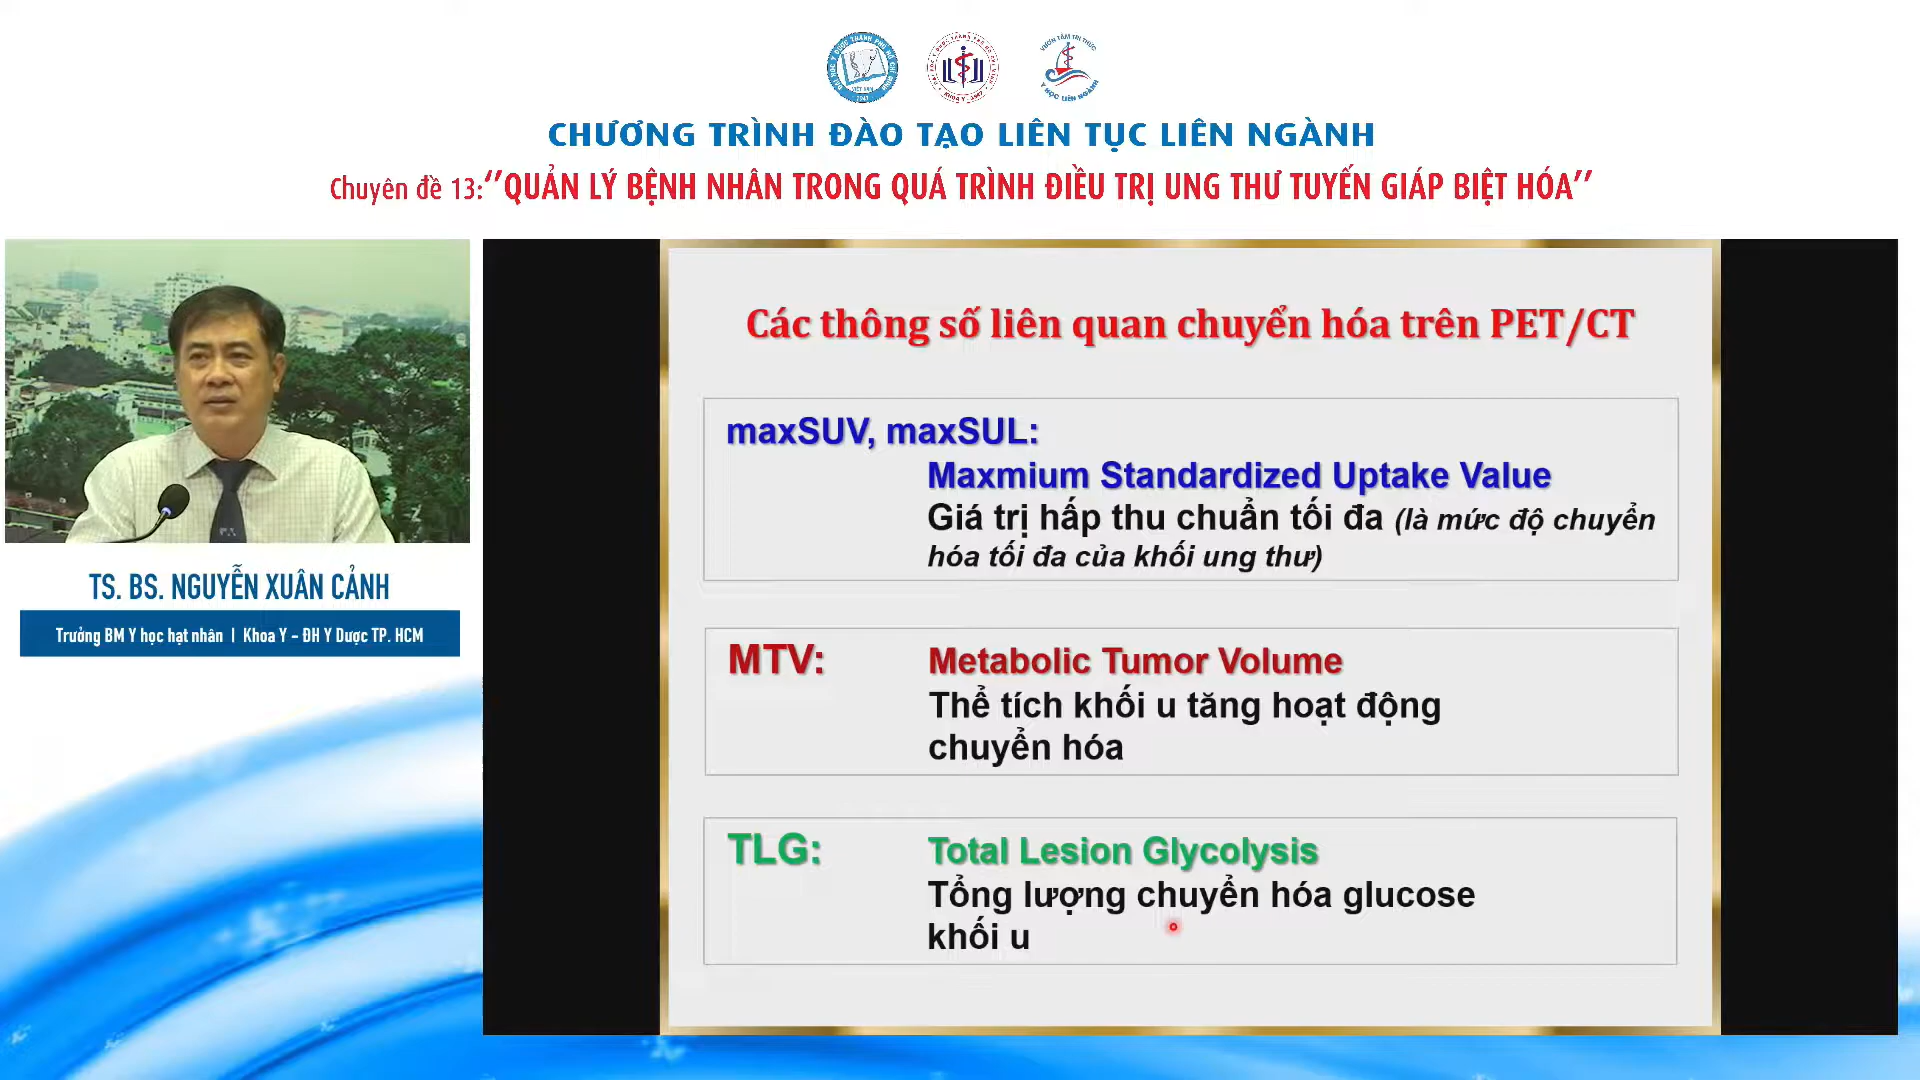 CHƯƠNG TRÌNH ĐÀO TẠO LIÊN TỤC LIÊN NGÀNH
Chuyên đề 13:‘‘QUẢN LÝ BỆNH NHÂN TRONG QUÁ TRÌNH ĐIỀU TRỊ UNG THƯ TUYẾN GIÁP BIỆT HÓA’’
TS. BS. NGUYỄN XUÂN CẢNH
Trưởng BM Y học hạt nhân | Khoa Y – ĐH Y Dược TP. HCM
Các thông số liên quan chuyển hóa trên PET/CT
maxSUV, maxSUL:
Maxmium Standardized Uptake Value
Giá trị hấp thu chuẩn tối đa (là mức độ chuyển
hóa tối đa của khối ung thư)
MTV: Metabolic Tumor Volume
Thể tích khối u tăng hoạt động
chuyển hóa
TLG: Total Lesion Glycolysis
Tổng lượng chuyển hóa glucose
khối u